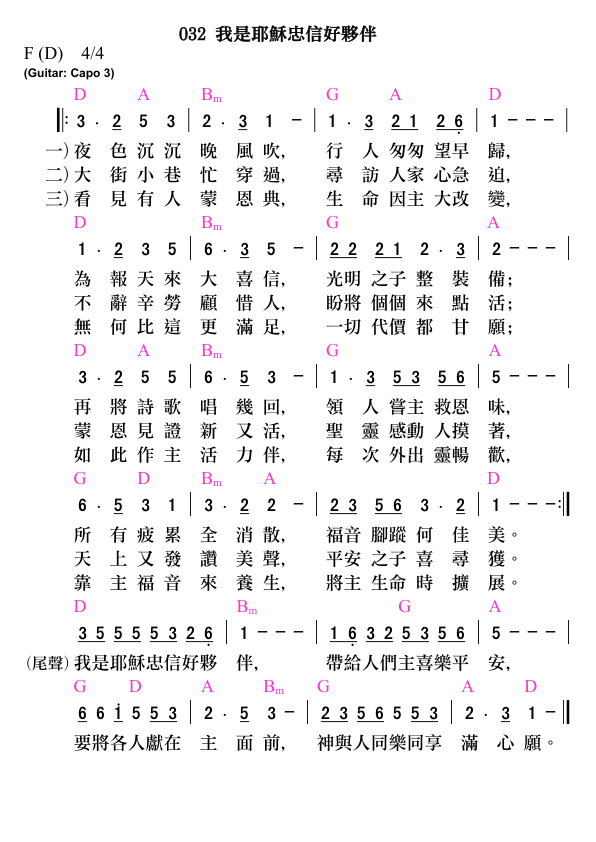 032 我是耶穌忠信好夥伴
F (D) 4/4
(Guitar: Capo 3)
D A Bm G A D
‖: 3 · 2 5 3 | 2 · 3 1 － | 1 · 3 2 1 2 6 | 1 － － － |
一）夜 色 沉 沉 晚 風 吹， 行 人 匆匆 望早 歸，
二）大 街 小 巷 忙 穿 過， 尋 訪 人家 心急 迫，
三）看 見 有 人 蒙 恩 典， 生 命 因主 大改 變，
D Bm G A
1 · 2 3 5 | 6 · 3 5 － | 2 2 2 1 2 · 3 | 2 － － － |
為 報 天 來 大 喜 信， 光明 之子 整 裝 備；
不 辭 辛 勞 顧 惜 人， 盼將 個個 來 點 活；
無 何 比 這 更 滿 足， 一切 代價 都 甘 願；
D A Bm G A
3 · 2 5 5 | 6 · 5 3 － | 1 · 3 5 3 5 6 | 5 － － － |
再 將 詩 歌 唱 幾 回， 領 人 嘗主 救恩 味，
蒙 恩 見 證 新 又 活， 聖 靈 感動 人摸 著，
如 此 作 主 活 力 伴， 每 次 外出 靈暢 歡，
G D Bm A D
6 · 5 3 1 | 3 · 2 2 － | 2 3 5 6 3 · 2 | 1 － － － :‖
所 有 疲 累 全 消 散， 福音 腳蹤 何 佳 美。
天 上 又 發 讚 美 聲， 平安 之子 喜 尋 獲。
靠 主 福 音 來 養 生， 將主 生命 時 擴 展。
D Bm G A
3 5 5 5 5 3 2 6 | 1 － － － | 1 6 3 2 5 3 5 6 | 5 － － － |
（尾聲）我是耶穌忠信好夥 伴， 帶給人們主喜樂平 安，
G D A Bm G A D
6 6 1 5 5 3 | 2 · 5 3 － | 2 3 5 6 5 5 3 | 2 · 3 1 － ‖
要將各人獻在 主 面 前， 神與人同樂同享 滿 心 願。